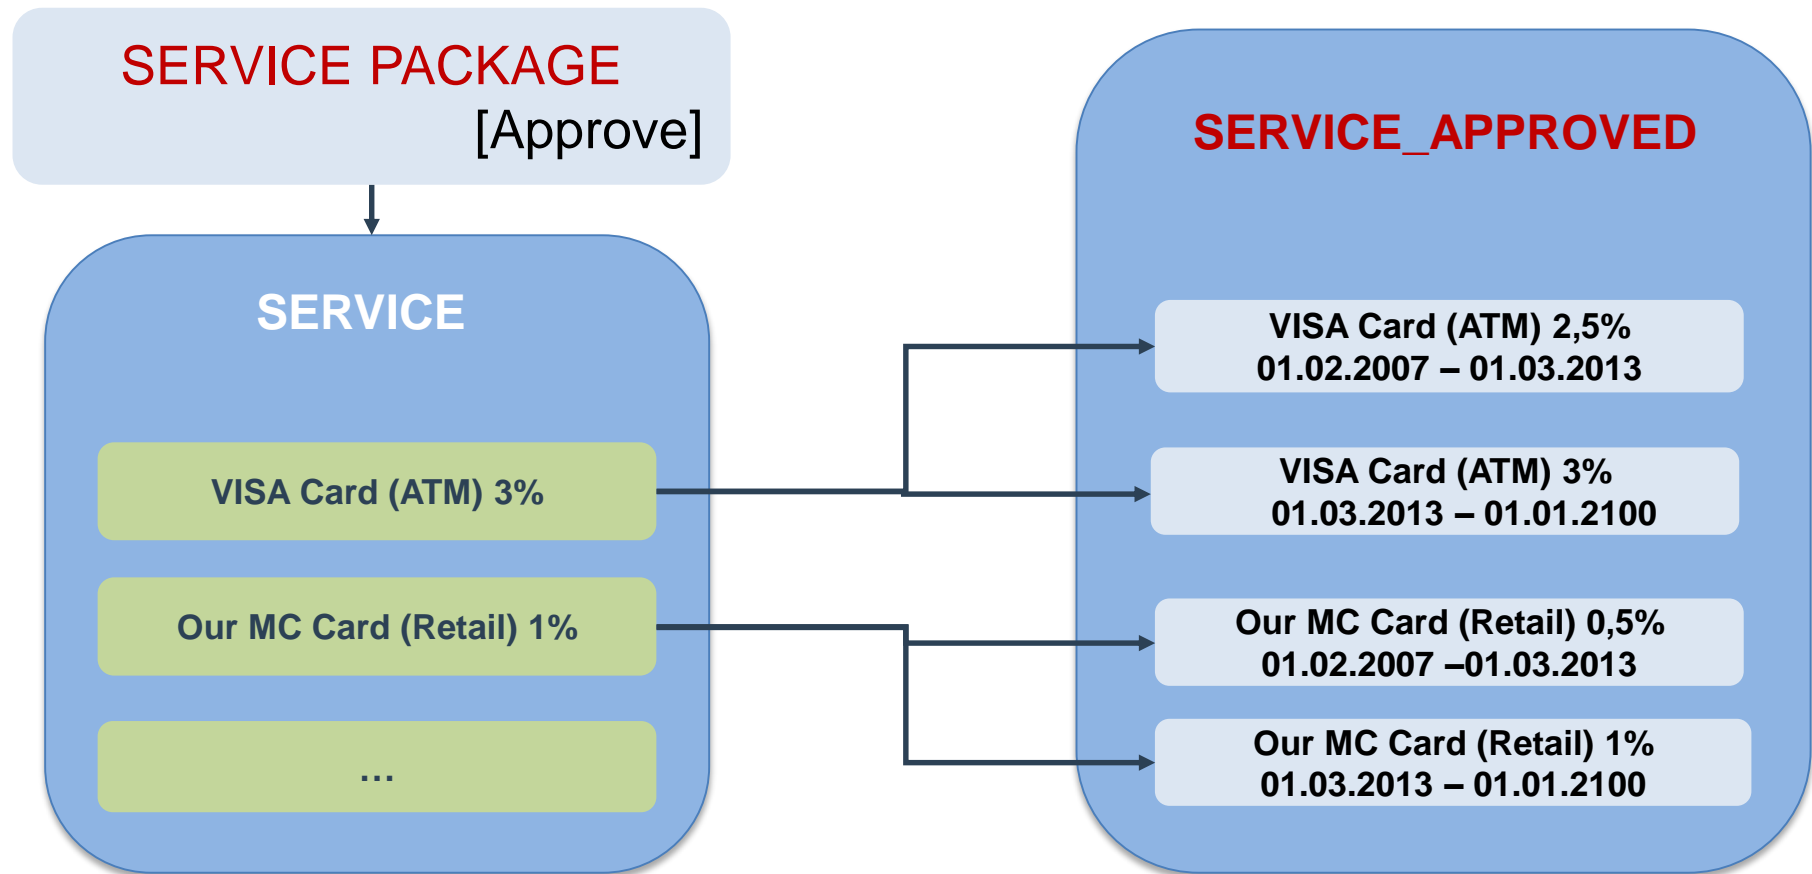 SERVICE PACKAGE
[Approve]
SERVICE
VISA Card (ATM) 3%
Our MC Card (Retail) 1%
...
SERVICE_APPROVED
VISA Card (ATM) 2,5%
01.02.2007 – 01.03.2013
VISA Card (ATM) 3%
01.03.2013 – 01.01.2100
Our MC Card (Retail) 0,5%
01.02.2007 –01.03.2013
Our MC Card (Retail) 1%
01.03.2013 – 01.01.2100